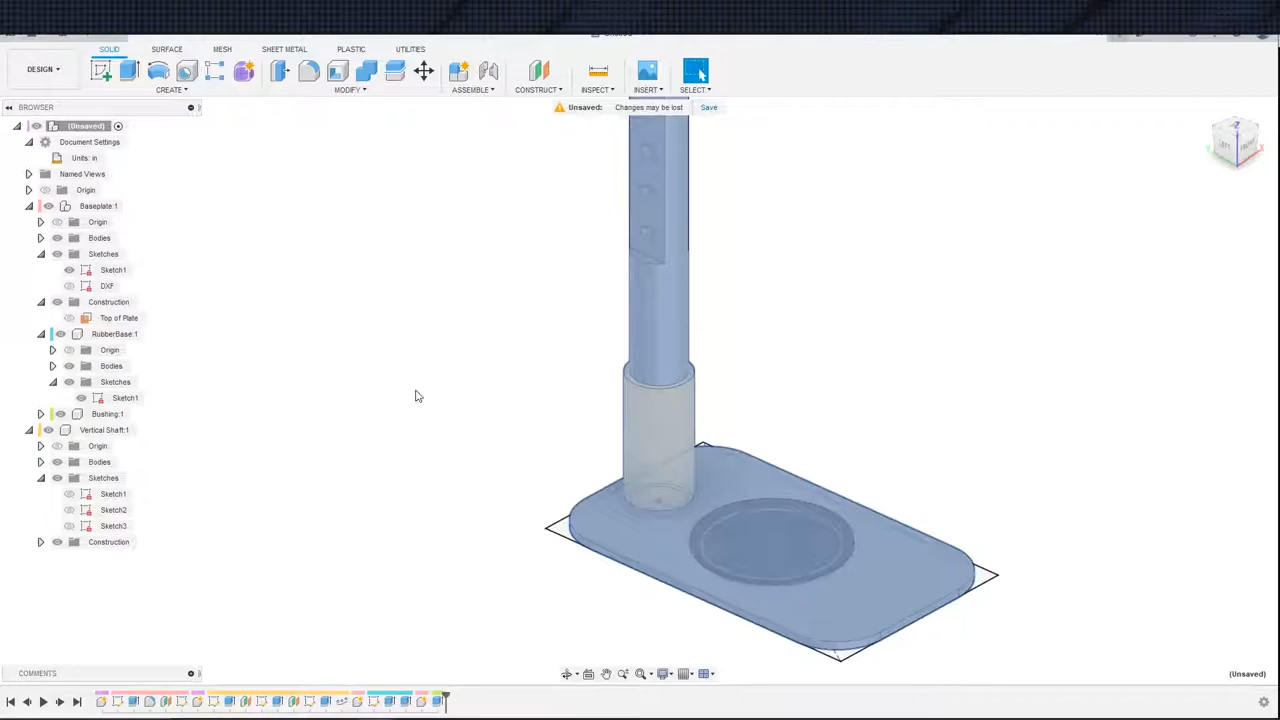 SOLID SURFACE MESH SHEET METAL PLASTIC UTILITIES
DESIGN
CREATE MODIFY ASSEMBLE CONSTRUCT INSPECT INSERT SELECT
BROWSER
Unsaved: Changes may be lost Save
(Unsaved)
Document Settings
Units: in
Named Views
Origin
Baseplate:1
Origin
Bodies
Sketches
Sketch1
DXF
Construction
Top of Plate
RubberBase:1
Origin
Bodies
Sketches
Sketch1
Bushing:1
Vertical Shaft:1
Origin
Bodies
Sketches
Sketch1
Sketch2
Sketch3
Construction
LEFT FRONT
COMMENTS
(Unsaved)